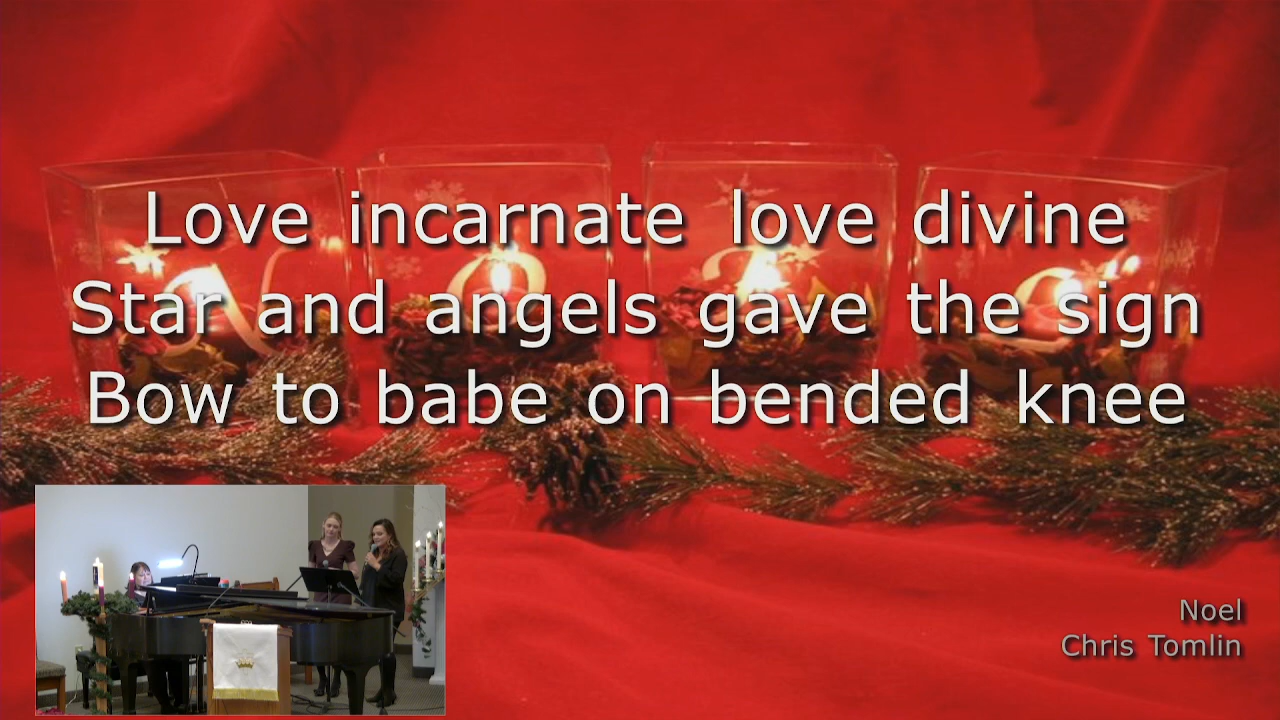 N O E L
Love incarnate love divine
Star and angels gave the sign
Bow to babe on bended knee
Noel
Chris Tomlin